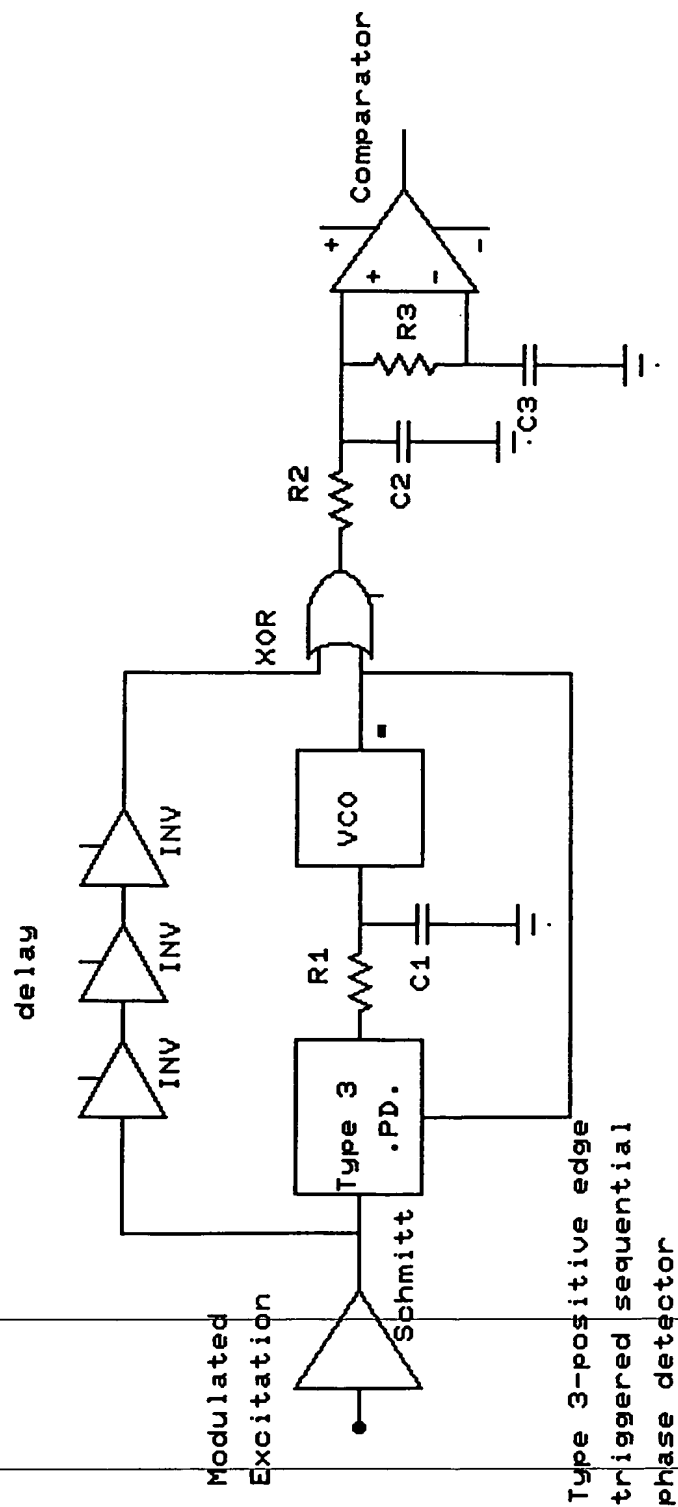 delay
INV
INV
INV
Modulated
Excitation
Schmitt
Type 3
.PD.
R1
C1
VCO
XOR
R2
C2
R3
C3
+
-
+
-
Comparator
Type 3-positive edge
triggered sequential
phase detector